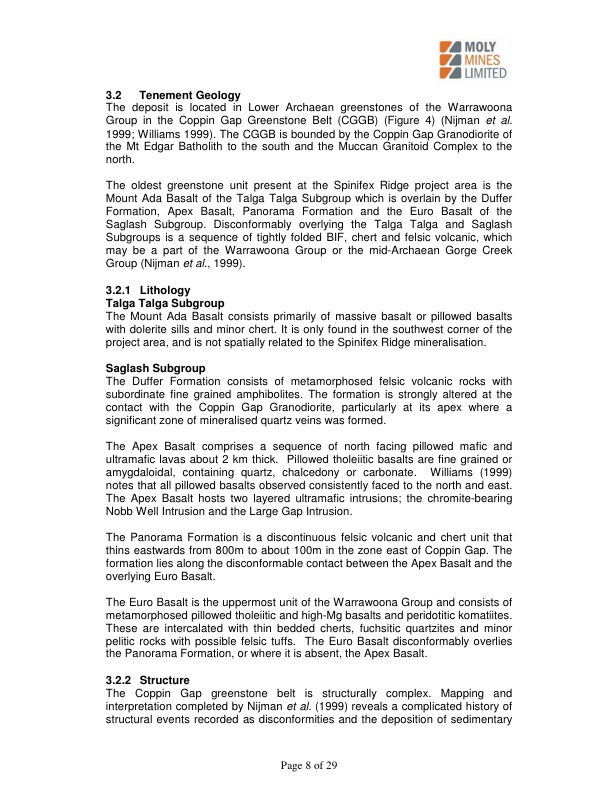 MOLY
MINES
LIMITED
3.2 Tenement Geology
The deposit is located in Lower Archaean greenstones of the Warrawoona
Group in the Coppin Gap Greenstone Belt (CGGB) (Figure 4) (Nijman et al.
1999; Williams 1999). The CGGB is bounded by the Coppin Gap Granodiorite of
the Mt Edgar Batholith to the south and the Muccan Granitoid Complex to the
north.
The oldest greenstone unit present at the Spinifex Ridge project area is the
Mount Ada Basalt of the Talga Talga Subgroup which is overlain by the Duffer
Formation, Apex Basalt, Panorama Formation and the Euro Basalt of the
Saglash Subgroup. Disconformably overlying the Talga Talga and Saglash
Subgroups is a sequence of tightly folded BIF, chert and felsic volcanic, which
may be a part of the Warrawoona Group or the mid-Archaean Gorge Creek
Group (Nijman et al., 1999).
3.2.1 Lithology
Talga Talga Subgroup
The Mount Ada Basalt consists primarily of massive basalt or pillowed basalts
with dolerite sills and minor chert. It is only found in the southwest corner of the
project area, and is not spatially related to the Spinifex Ridge mineralisation.
Saglash Subgroup
The Duffer Formation consists of metamorphosed felsic volcanic rocks with
subordinate fine grained amphibolites. The formation is strongly altered at the
contact with the Coppin Gap Granodiorite, particularly at its apex where a
significant zone of mineralised quartz veins was formed.
The Apex Basalt comprises a sequence of north facing pillowed mafic and
ultramafic lavas about 2 km thick. Pillowed tholeiitic basalts are fine grained or
amygdaloidal, containing quartz, chalcedony or carbonate. Williams (1999)
notes that all pillowed basalts observed consistently faced to the north and east.
The Apex Basalt hosts two layered ultramafic intrusions; the chromite-bearing
Nobb Well Intrusion and the Large Gap Intrusion.
The Panorama Formation is a discontinuous felsic volcanic and chert unit that
thins eastwards from 800m to about 100m in the zone east of Coppin Gap. The
formation lies along the disconformable contact between the Apex Basalt and the
overlying Euro Basalt.
The Euro Basalt is the uppermost unit of the Warrawoona Group and consists of
metamorphosed pillowed tholeiitic and high-Mg basalts and peridotitic komatiites.
These are intercalated with thin bedded cherts, fuchsitic quartzites and minor
pelitic rocks with possible felsic tuffs. The Euro Basalt disconformably overlies
the Panorama Formation, or where it is absent, the Apex Basalt.
3.2.2 Structure
The Coppin Gap greenstone belt is structurally complex. Mapping and
interpretation completed by Nijman et al. (1999) reveals a complicated history of
structural events recorded as disconformities and the deposition of sedimentary
Page 8 of 29